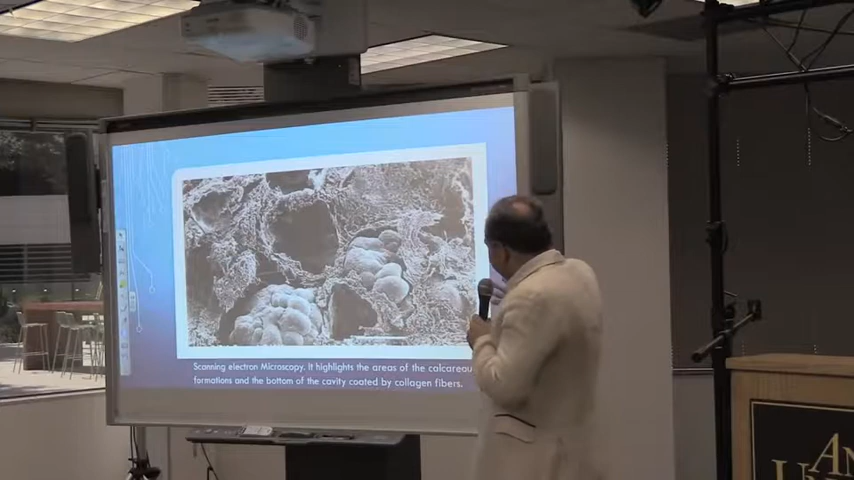 Scanning electron Microscopy. It highlights the areas of the calcareous
formations and the bottom of the cavity coated by collagen fibers.